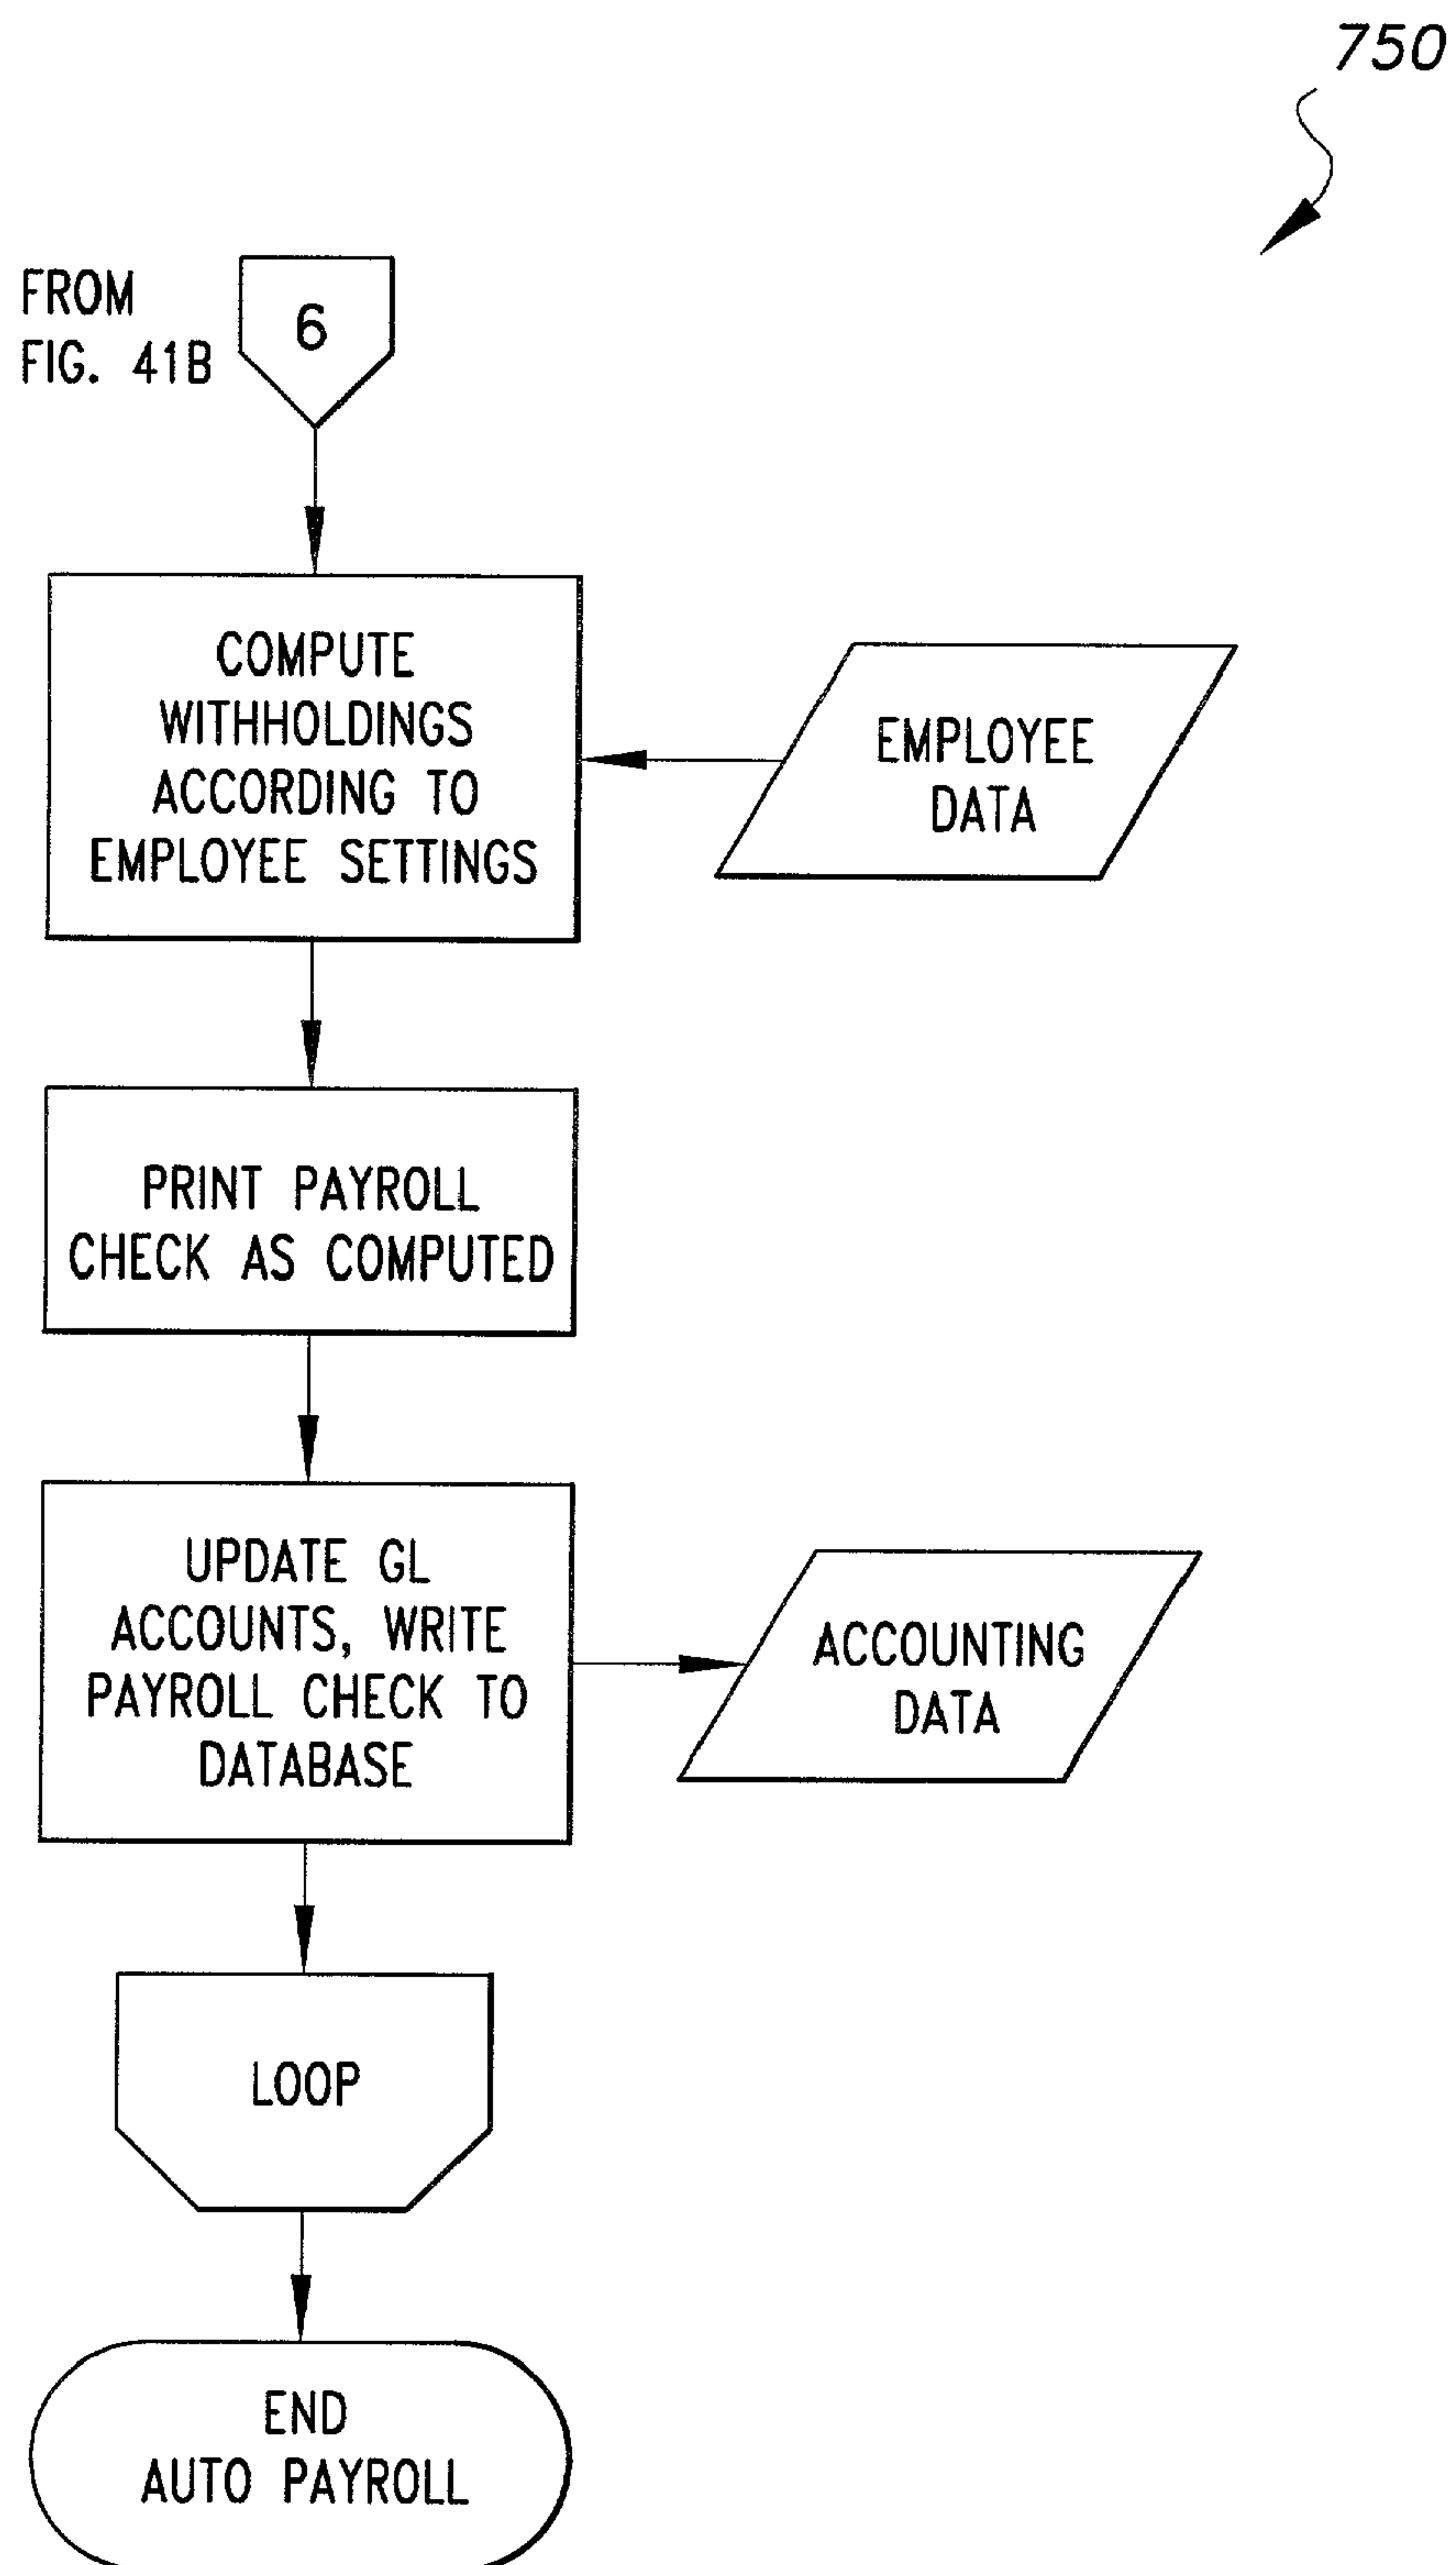 750
FROM
FIG. 41B
6
COMPUTE
WITHHOLDINGS
ACCORDING TO
EMPLOYEE SETTINGS
EMPLOYEE
DATA
PRINT PAYROLL
CHECK AS COMPUTED
UPDATE GL
ACCOUNTS, WRITE
PAYROLL CHECK TO
DATABASE
ACCOUNTING
DATA
LOOP
END
AUTO PAYROLL